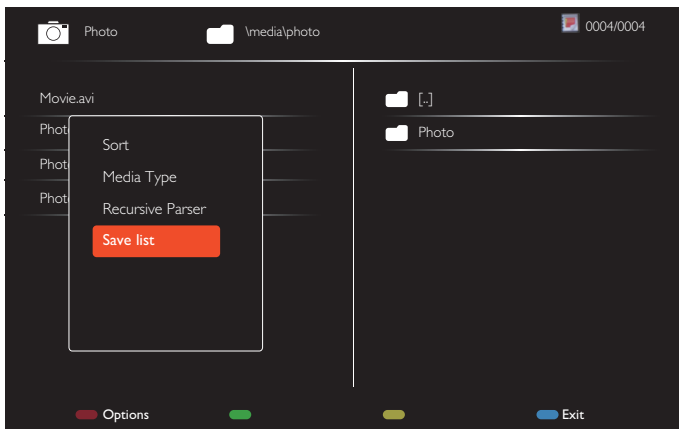 Photo
\media\photo
0004/0004
Movie.avi
[..]
Photo
Sort
Media Type
Recursive Parser
Save list
Options
Exit